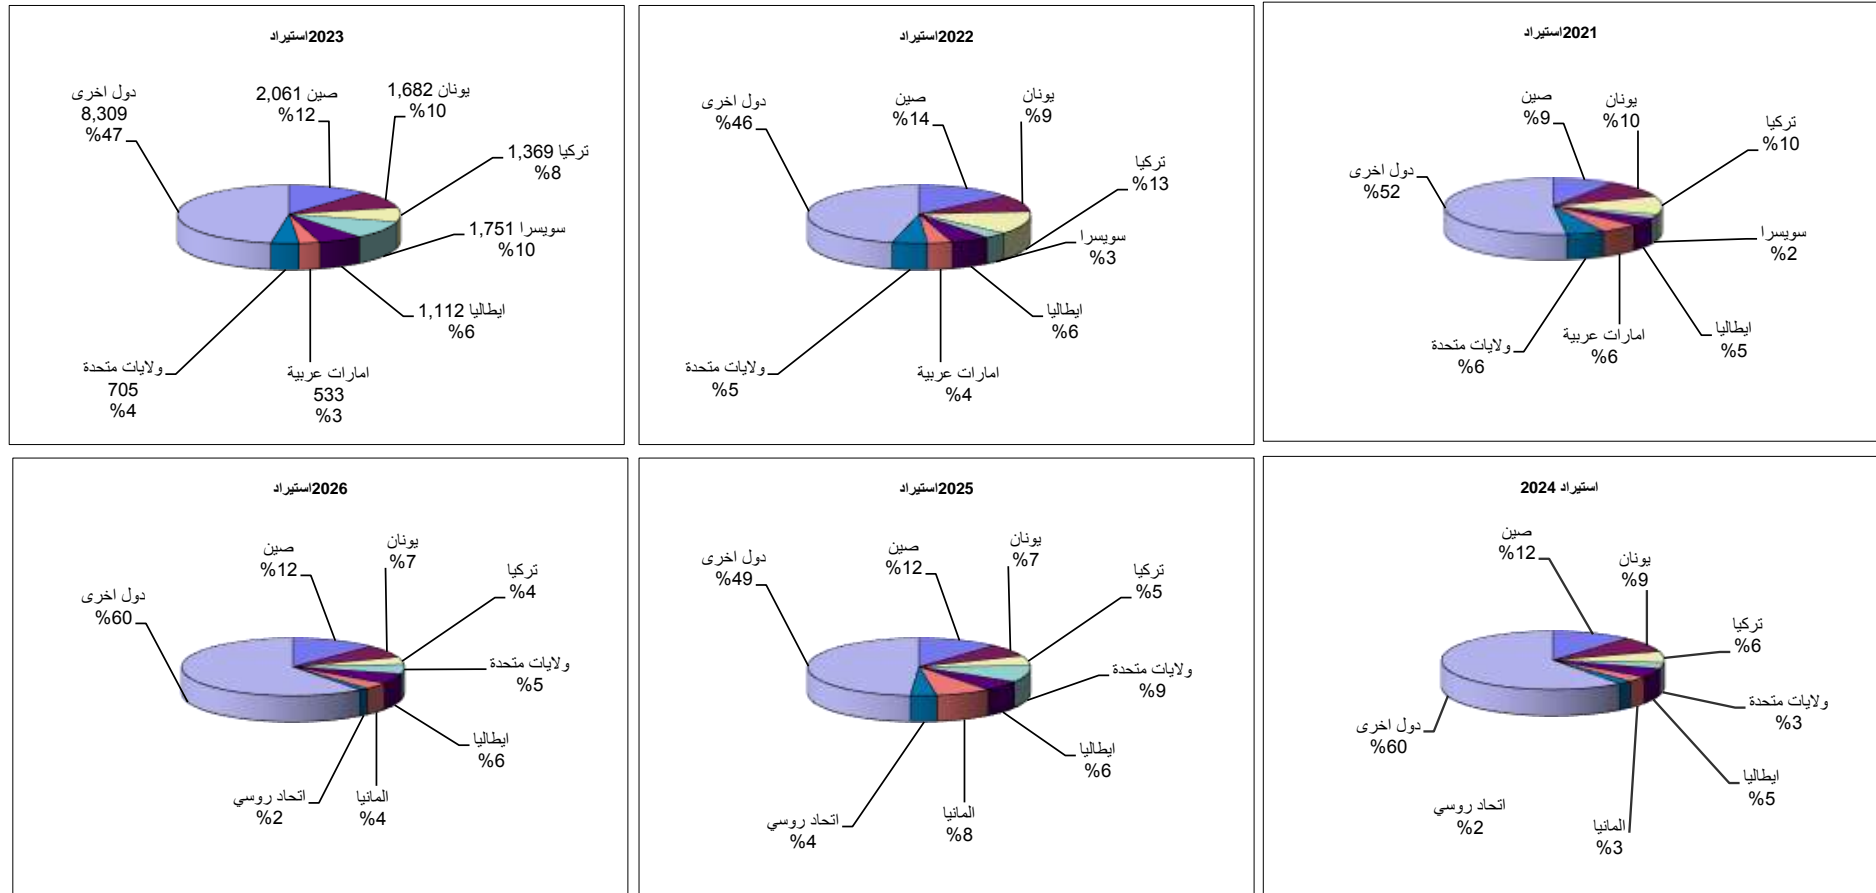 استيراد2021
صين
%9
يونان
%10
تركيا
%10
سويسرا
%2
ايطاليا
%5
امارات عربية
%6
ولايات متحدة
%6
دول اخرى
%52
استيراد2022
صين
%14
يونان
%9
تركيا
%13
سويسرا
%3
ايطاليا
%6
امارات عربية
%4
ولايات متحدة
%5
دول اخرى
%46
استيراد2023
صين 2,061
%12
يونان 1,682
%10
تركيا 1,369
%8
سويسرا 1,751
%10
ايطاليا 1,112
%6
امارات عربية
533
%3
ولايات متحدة
705
%4
دول اخرى
8,309
%47
استيراد 2024
صين
%12
يونان
%9
تركيا
%6
ولايات متحدة
%3
ايطاليا
%5
المانيا
%3
اتحاد روسي
%2
دول اخرى
%60
استيراد2025
صين
%12
يونان
%7
تركيا
%5
ولايات متحدة
%9
ايطاليا
%6
المانيا
%8
اتحاد روسي
%4
دول اخرى
%49
استيراد2026
صين
%12
يونان
%7
تركيا
%4
ولايات متحدة
%5
ايطاليا
%6
المانيا
%4
اتحاد روسي
%2
دول اخرى
%60